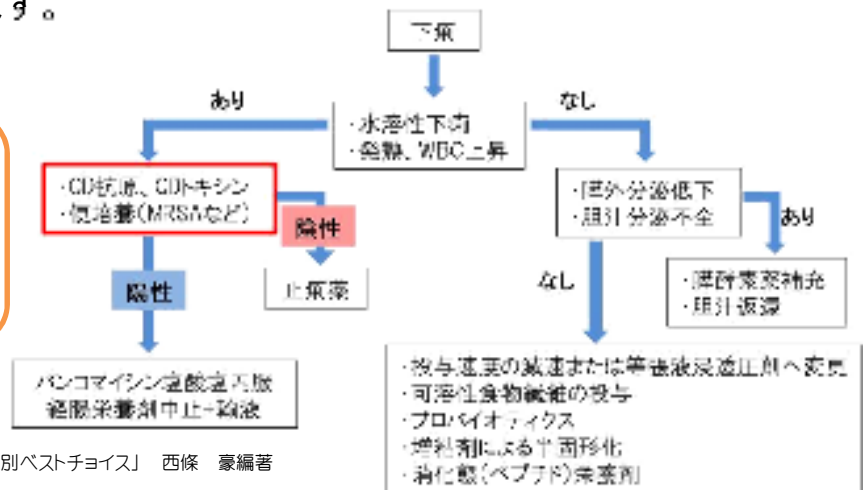 す。
下痢
あり
なし
・水溶性下痢
・発熱、WBC上昇
・CD抗原、CDトキシン
・便培養(MRSAなど)
陰性
陽性
止痢薬
バンコマイシン塩酸塩内服
経腸栄養剤中止+輸液
・膵外分泌低下
・胆汁分泌不全
あり
なし
・膵酵素薬補充
・胆汁返還
・投与速度の減速または等張液浸透圧剤へ変更
・可溶性食物繊維の投与
・プロバイオティクス
・増粘剤による半固形化
・消化態(ペプチド)栄養剤
別ベストチョイス」 西條 豪編著